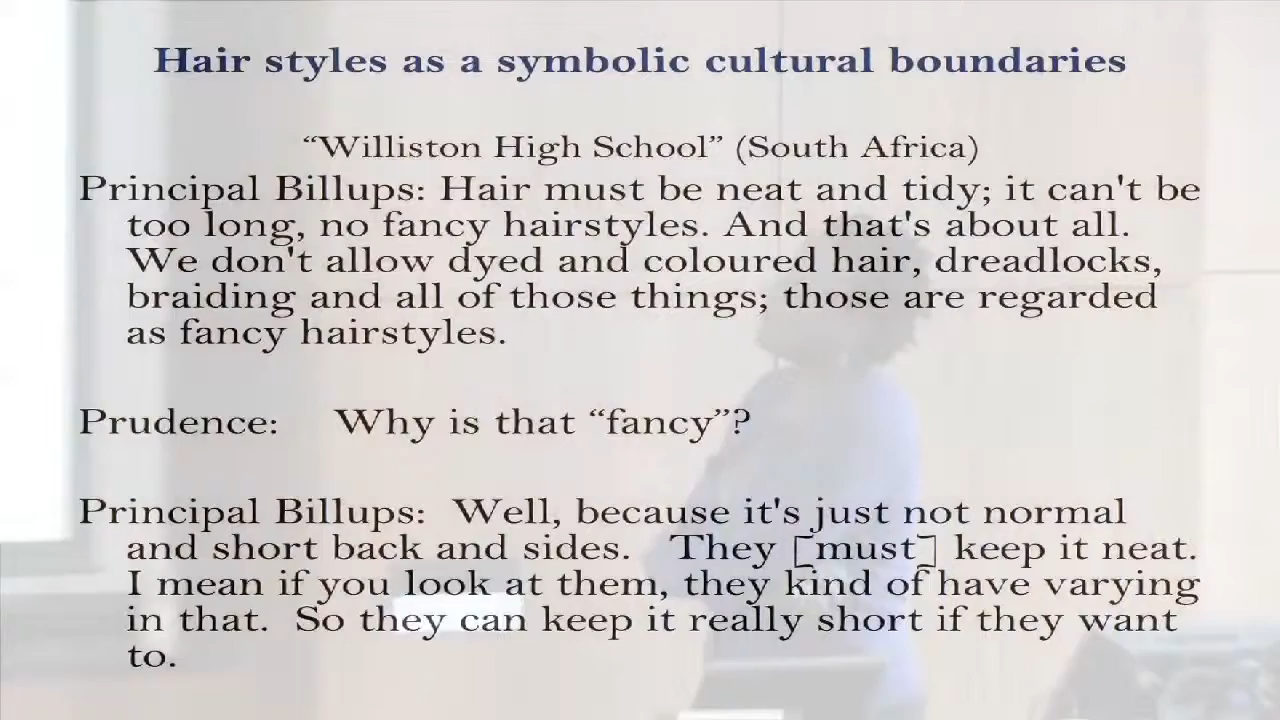 Hair styles as a symbolic cultural boundaries
“Williston High School” (South Africa)
Principal Billups: Hair must be neat and tidy; it can't be
too long, no fancy hairstyles. And that's about all.
We don't allow dyed and coloured hair, dreadlocks,
braiding and all of those things; those are regarded
as fancy hairstyles.
Prudence: Why is that “fancy”?
Principal Billups: Well, because it's just not normal
and short back and sides. They [must] keep it neat.
I mean if you look at them, they kind of have varying
in that. So they can keep it really short if they want
to.